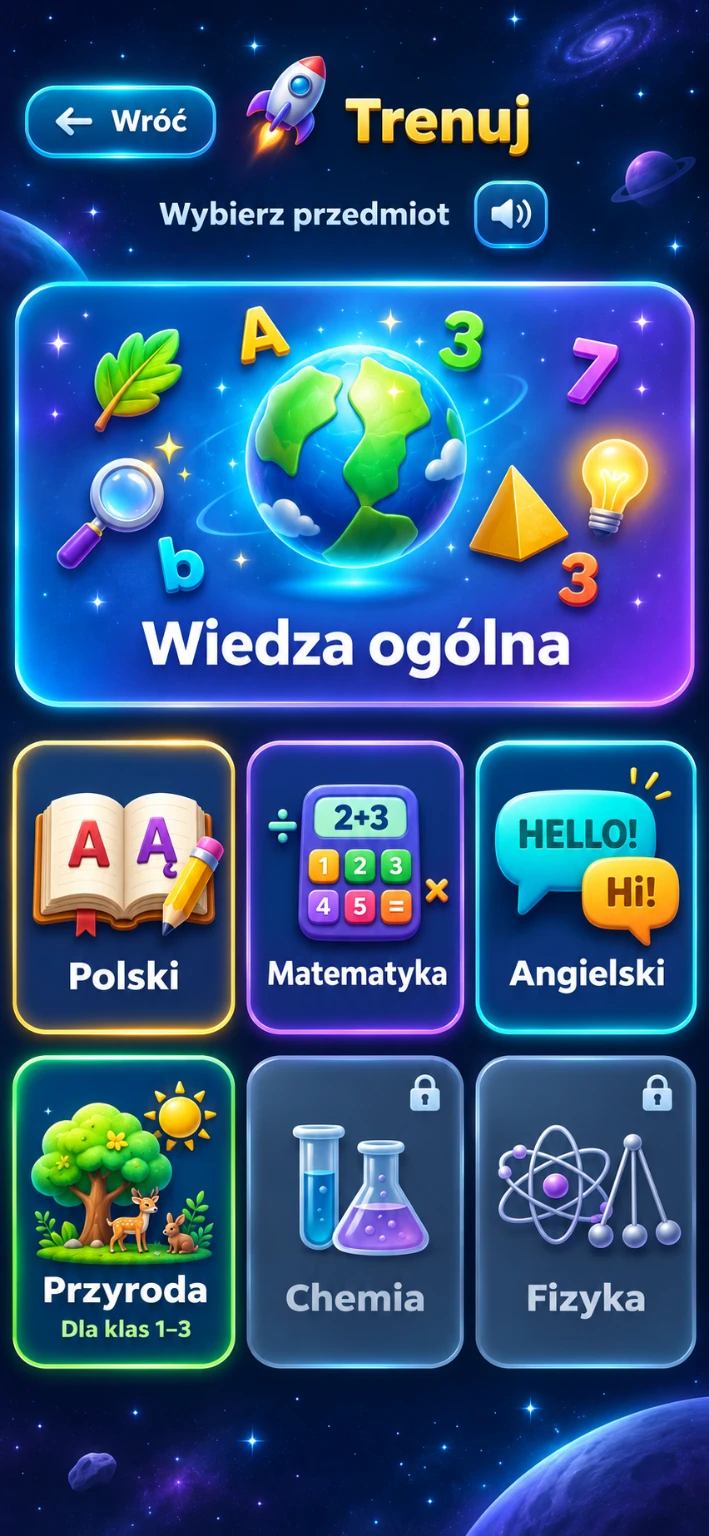 ← Wróć
Trenuj
Wybierz przedmiot
A
3
7
b
3
Wiedza ogólna
A Ą
Polski
÷
2+3
1 2 3
4 5 =
×
Matematyka
HELLO!
Hi!
Angielski
Przyroda
Dla klas 1–3
Chemia
Fizyka